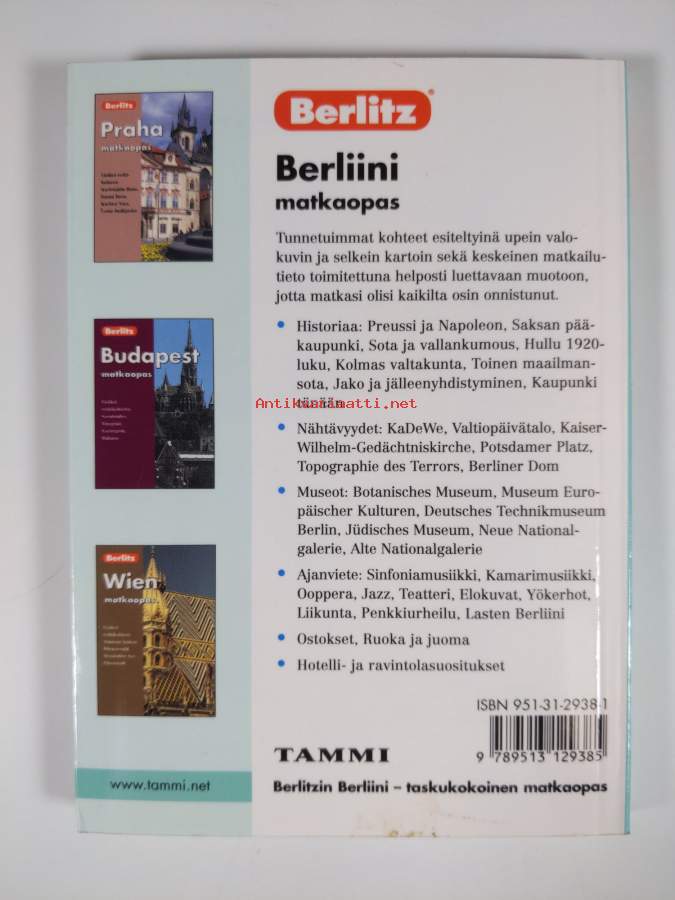 Berlitz
Praha
matkaopas
Berlitz
Budapest
matkaopas
Berlitz
Wien
matkaopas
www.tammi.net
Berlitz®
Berliini
matkaopas
Tunnetuimmat kohteet esiteltyinä upein valo-
kuvin ja selkein kartoin sekä keskeinen matkailu-
tieto toimitettuna helposti luettavaan muotoon,
jotta matkasi olisi kaikilta osin onnistunut.
• Historiaa: Preussi ja Napoleon, Saksan pää-
kaupunki, Sota ja vallankumous, Hullu 1920-
luku, Kolmas valtakunta, Toinen maailman-
sota, Jako ja jälleenyhdistyminen, Kaupunki
tänään
Antikvariaatti.net
• Nähtävyydet: KaDeWe, Valtiopäivätalo, Kaiser-
Wilhelm-Gedächtniskirche, Potsdamer Platz,
Topographie des Terrors, Berliner Dom
• Museot: Botanisches Museum, Museum Euro-
päischer Kulturen, Deutsches Technikmuseum
Berlin, Jüdisches Museum, Neue National-
galerie, Alte Nationalgalerie
• Ajanviete: Sinfoniamusiikki, Kamarimusiikki,
Ooppera, Jazz, Teatteri, Elokuvat, Yökerhot,
Liikunta, Penkkiurheilu, Lasten Berliini
• Ostokset, Ruoka ja juoma
• Hotelli- ja ravintolasuositukset
ISBN 951-31-2938-1
9 789513 129385
TAMMI
Berlitzin Berliini – taskukokoinen matkaopas